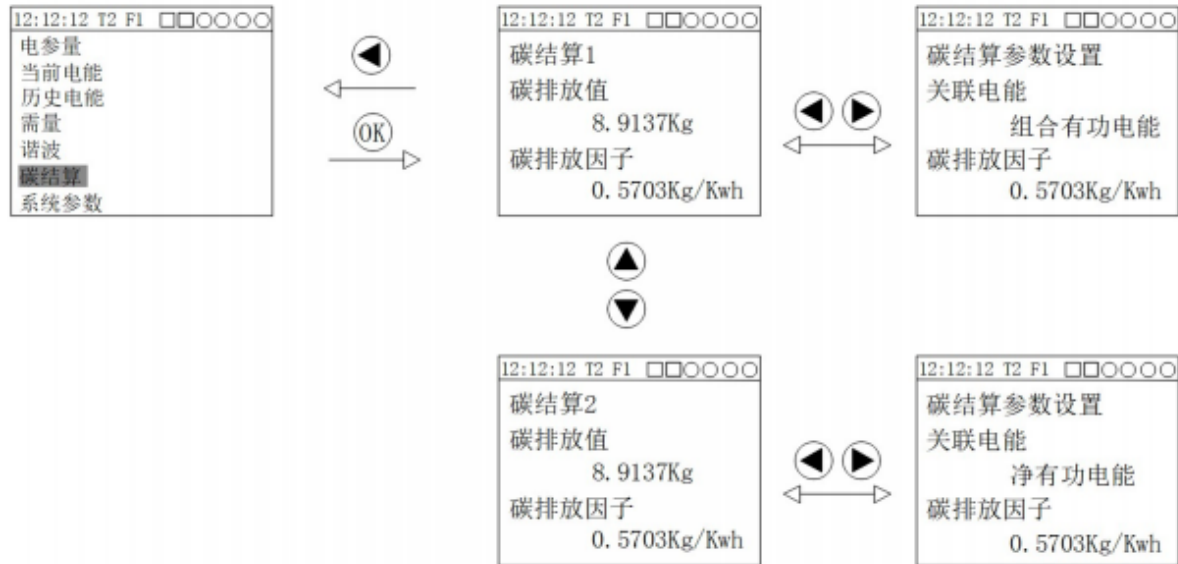 12:12:12 T2 F1 □□○○○○
电参量
当前电能
历史电能
需量
谐波
碳结算
系统参数
OK
12:12:12 T2 F1 □□○○○○
碳结算1
碳排放值
8.9137Kg
碳排放因子
0.5703Kg/Kwh
12:12:12 T2 F1 □□○○○○
碳结算参数设置
关联电能
组合有功电能
碳排放因子
0.5703Kg/Kwh
12:12:12 T2 F1 □□○○○○
碳结算2
碳排放值
8.9137Kg
碳排放因子
0.5703Kg/Kwh
12:12:12 T2 F1 □□○○○○
碳结算参数设置
关联电能
净有功电能
碳排放因子
0.5703Kg/Kwh